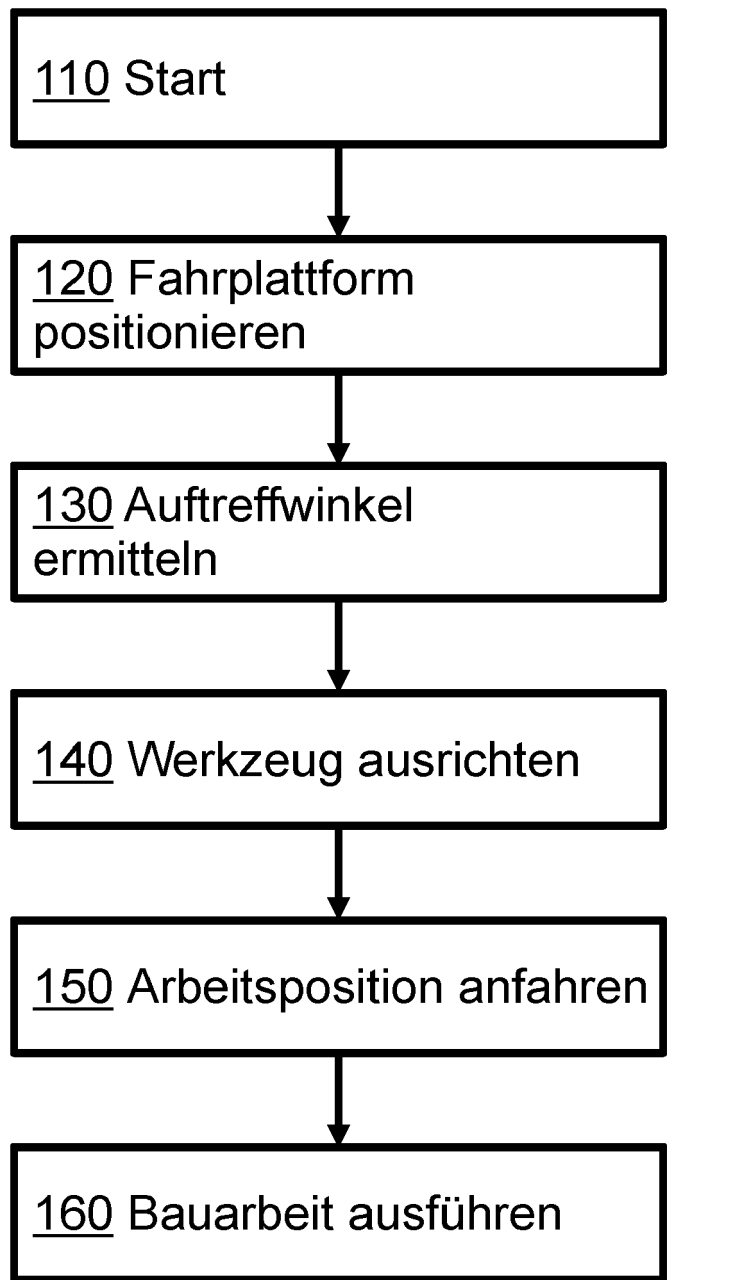 110 Start
120 Fahrplattform
positionieren
130 Auftreffwinkel
ermitteln
140 Werkzeug ausrichten
150 Arbeitsposition anfahren
160 Bauarbeit ausführen